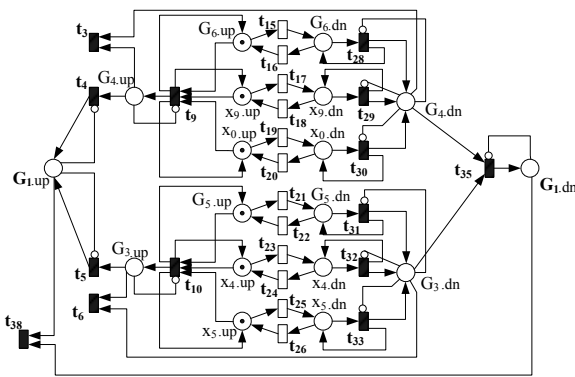 t3
G6.up
t15
G6.dn
t16
t28
G4.up
t4
t9
x9.up
t17
x9.dn
t18
t29
G4.dn
x0.up
t19
x0.dn
t20
t30
t35
G1.up
G1.dn
G5.up
t21
G5.dn
t22
t31
G3.up
t5
t10
x4.up
t23
x4.dn
t24
t32
G3.dn
t6
x5.up
t25
x5.dn
t26
t33
t38